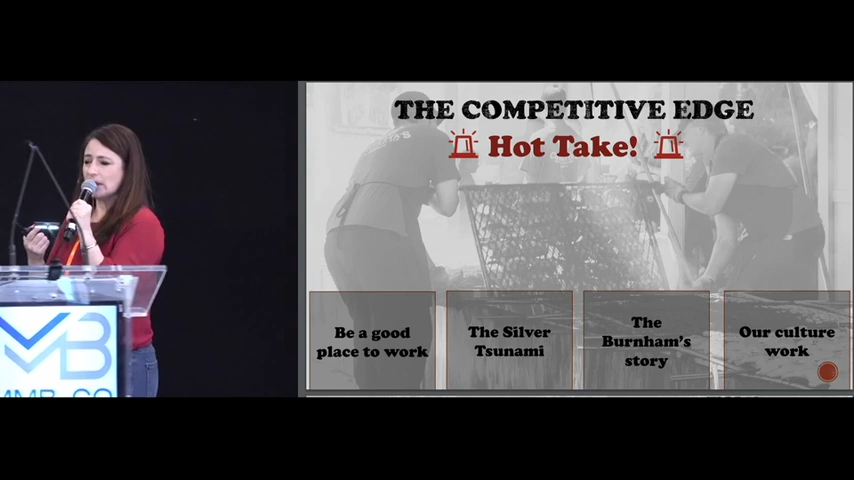 THE COMPETITIVE EDGE
Hot Take!
Be a good
place to work
The Silver
Tsunami
The
Burnham's
story
Our culture
work
MB